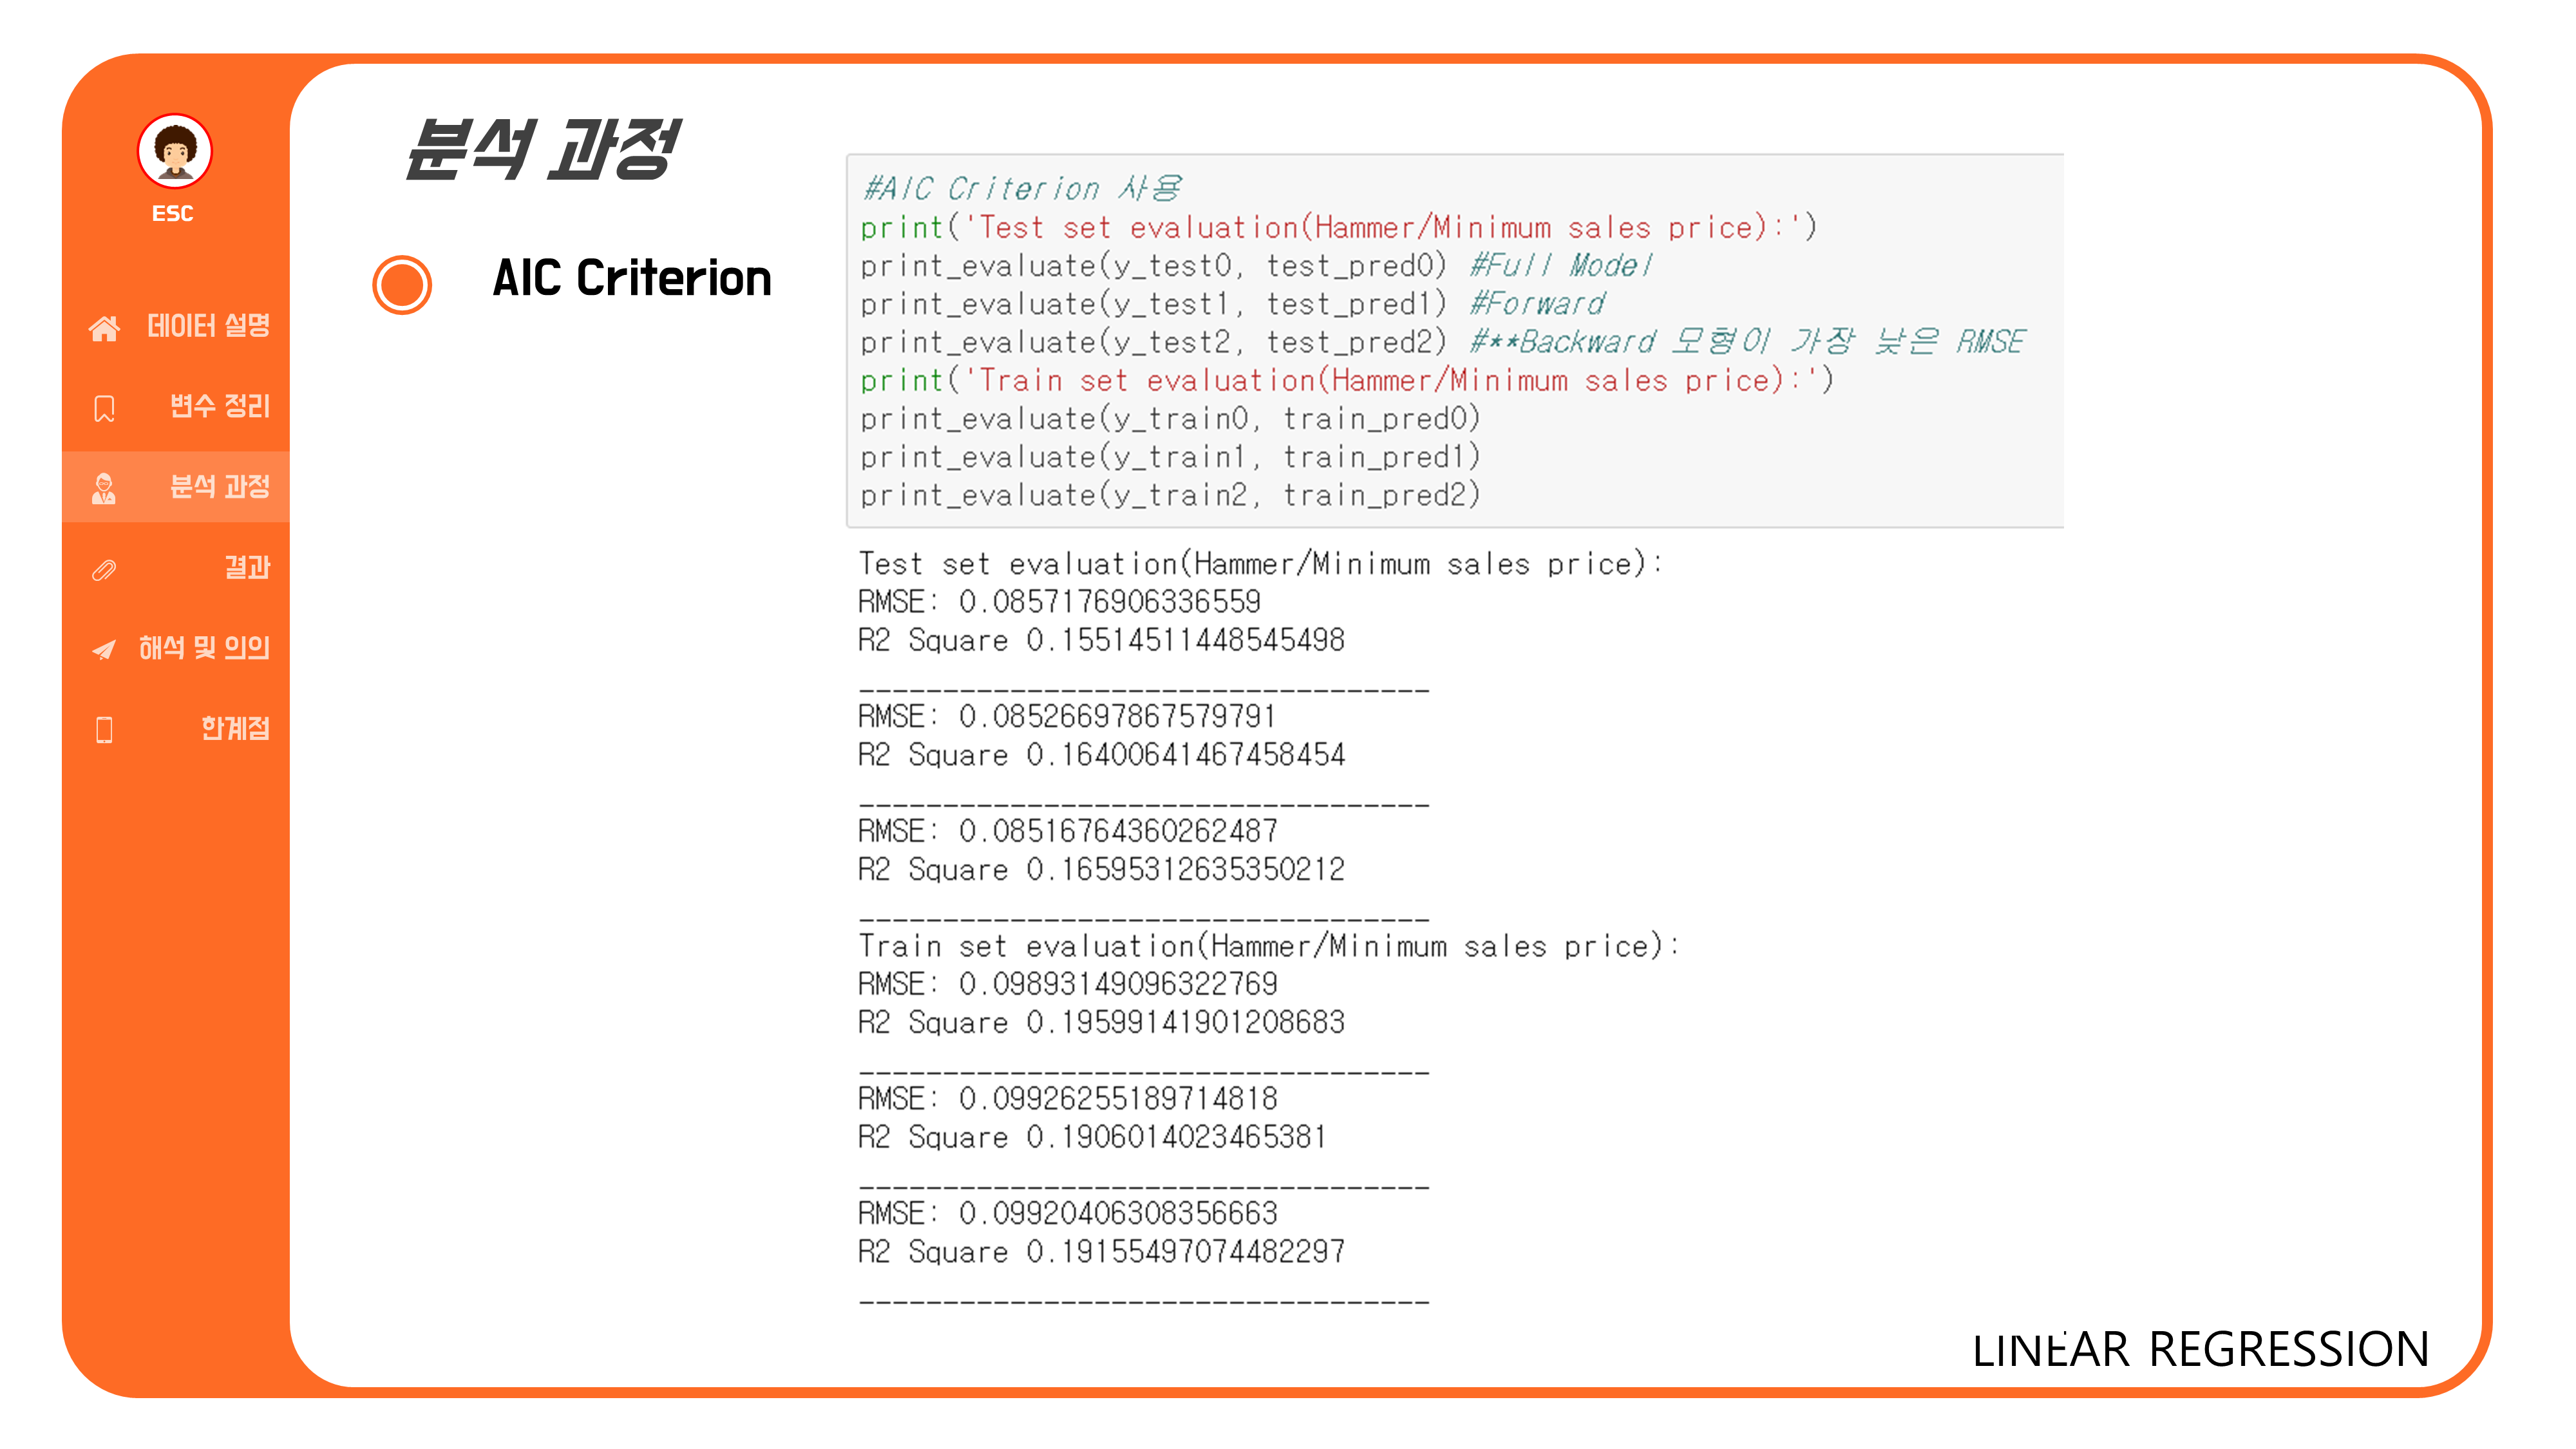 ESC
데이터 설명
변수 정리
분석 과정
결과
해석 및 의의
한계점
분석 과정
AIC Criterion
#AIC Criterion 사용
print('Test set evaluation(Hammer/Minimum sales price):')
print_evaluate(y_test0, test_pred0) #Full Model
print_evaluate(y_test1, test_pred1) #Forward
print_evaluate(y_test2, test_pred2) #**Backward 모형이 가장 낮은 RMSE
print('Train set evaluation(Hammer/Minimum sales price):')
print_evaluate(y_train0, train_pred0)
print_evaluate(y_train1, train_pred1)
print_evaluate(y_train2, train_pred2)
Test set evaluation(Hammer/Minimum sales price):
RMSE: 0.0857176906336559
R2 Square 0.15514511448545498
__________________________________
RMSE: 0.08526697867579791
R2 Square 0.16400641467458454
__________________________________
RMSE: 0.08516764360262487
R2 Square 0.16595312635350212
__________________________________
Train set evaluation(Hammer/Minimum sales price):
RMSE: 0.09893149096322769
R2 Square 0.19599141901208683
__________________________________
RMSE: 0.09926255189714818
R2 Square 0.1906014023465381
__________________________________
RMSE: 0.09920406308356663
R2 Square 0.19155497074482297
__________________________________
LINEAR REGRESSION